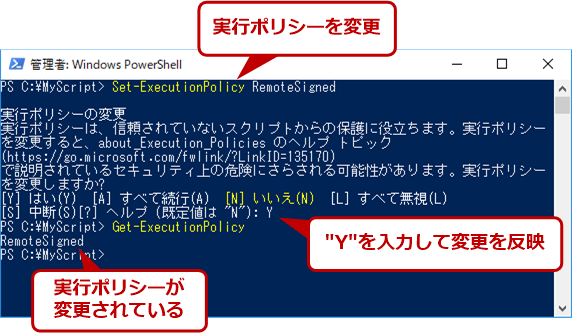 実行ポリシーを変更
管理者: Windows PowerShell
PS C:¥MyScript> Set-ExecutionPolicy RemoteSigned
実行ポリシーの変更
実行ポリシーは、信頼されていないスクリプトからの保護に役立ちます。実行ポリシー
を変更すると、about_Execution_Policies のヘルプ トピック
(https://go.microsoft.com/fwlink/?LinkID=135170)
で説明されているセキュリティ上の危険にさらされる可能性があります。実行ポリシー
を変更しますか?
[Y] はい(Y)  [A] すべて続行(A)  [N] いいえ(N)  [L] すべて無視(L)
[S] 中断(S)[?] ヘルプ (既定値は "N"): Y
PS C:¥MyScript> Get-ExecutionPolicy
RemoteSigned
PS C:¥MyScript>
"Y"を入力して変更を反映
実行ポリシーが
変更されている